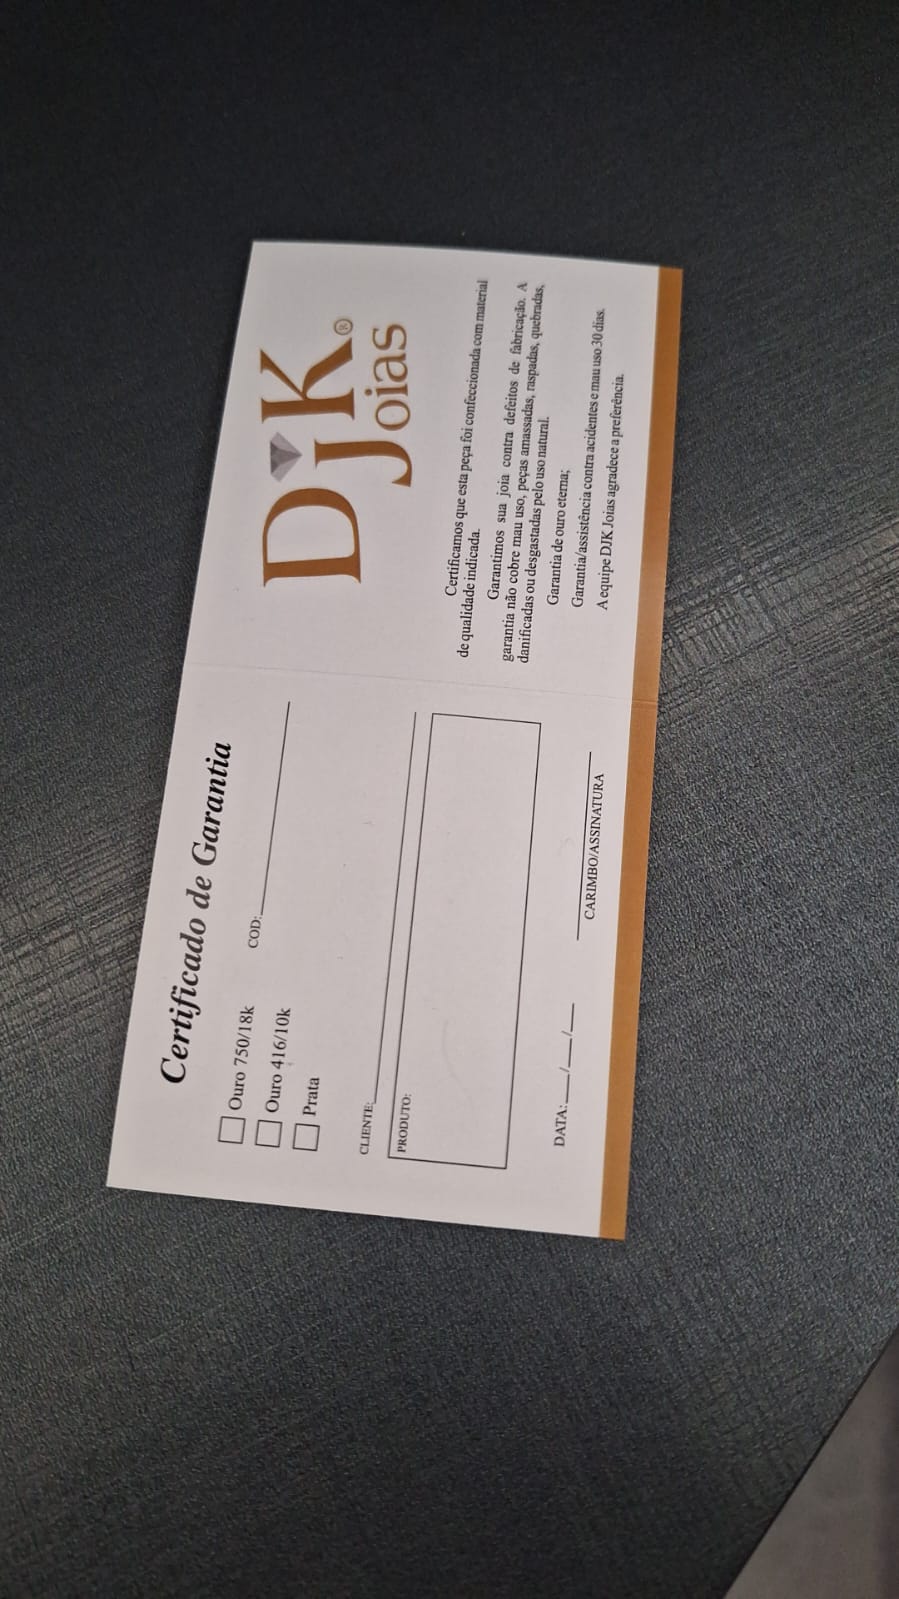 Certificado de Garantia
Ouro 750/18k
COD:
Ouro 416/10k
Prata
CLIENTE:
PRODUTO:
DATA:___/___/___
CARIMBO/ASSINATURA
DJK®
Joias
Certificamos que esta peça foi confeccionada com material
de qualidade indicada.
Garantimos sua joia contra defeitos de fabricação. A
garantia não cobre mau uso, peças amassadas, raspadas, quebradas,
danificadas ou desgastadas pelo uso natural.
Garantia de ouro eterna;
Garantia/assistência contra acidentes e mau uso 30 dias.
A equipe DJK Joias agradece a preferência.